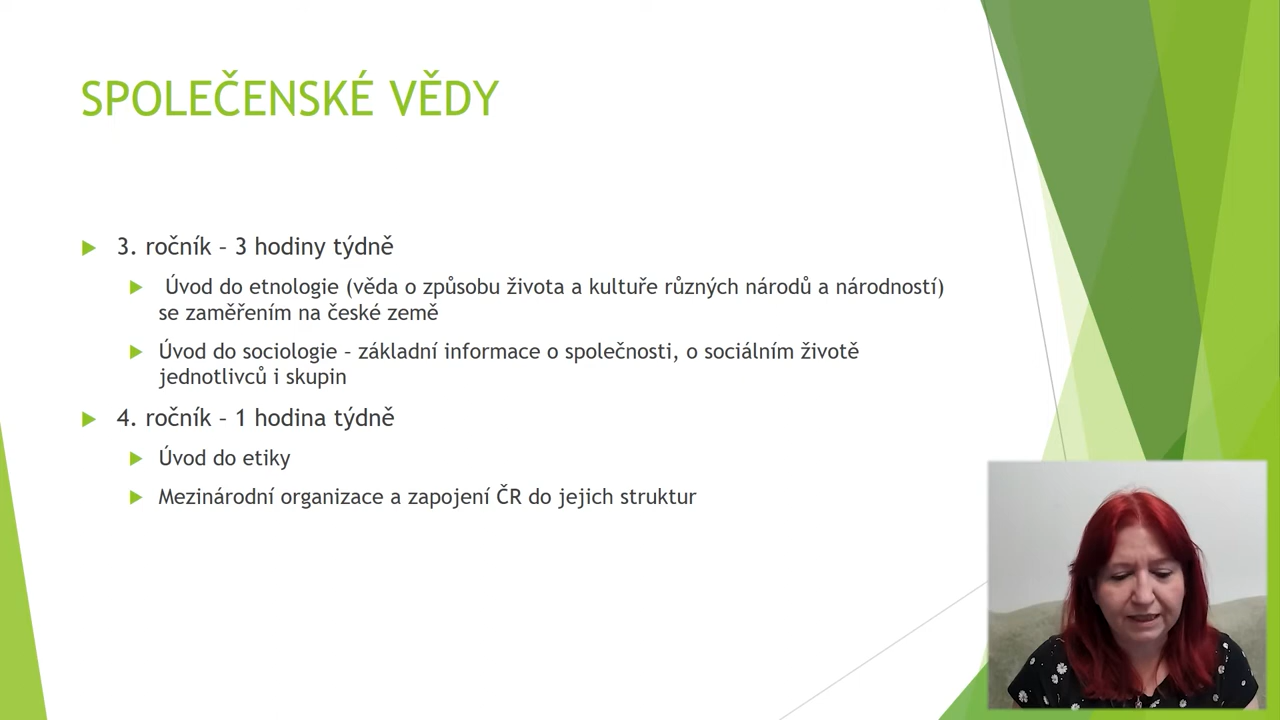 SPOLEČENSKÉ VĚDY
3. ročník – 3 hodiny týdně
Úvod do etnologie (věda o způsobu života a kultuře různých národů a národností)
se zaměřením na české země
Úvod do sociologie – základní informace o společnosti, o sociálním životě
jednotlivců i skupin
4. ročník – 1 hodina týdně
Úvod do etiky
Mezinárodní organizace a zapojení ČR do jejich struktur